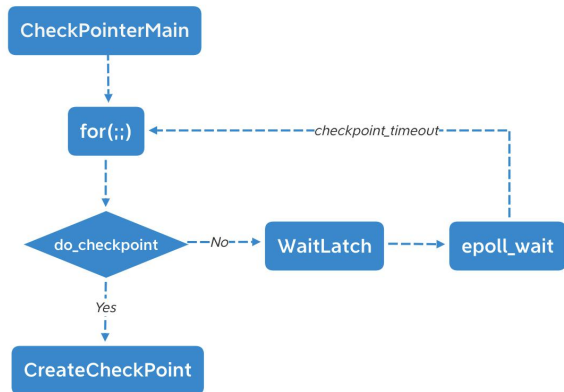 CheckPointerMain
for(;;)
checkpoint_timeout
do_checkpoint
No
WaitLatch
epoll_wait
Yes
CreateCheckPoint